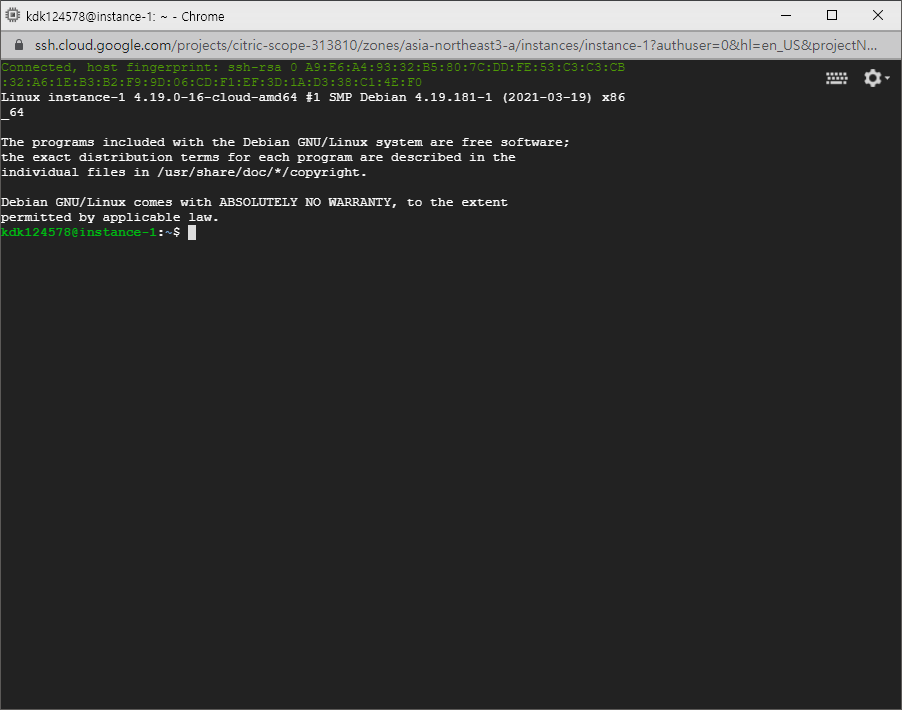 kdk124578@instance-1: ~ - Chrome
ssh.cloud.google.com/projects/citric-scope-313810/zones/asia-northeast3-a/instances/instance-1?authuser=0&hl=en_US&projectN...
Connected, host fingerprint: ssh-rsa 0 A9:E6:A4:93:32:B5:80:7C:DD:FE:53:C3:C3:CB
:32:A6:1E:B3:B2:F9:9D:06:CD:F1:EF:3D:1A:D3:38:C1:4E:F0
Linux instance-1 4.19.0-16-cloud-amd64 #1 SMP Debian 4.19.181-1 (2021-03-19) x86
_64
The programs included with the Debian GNU/Linux system are free software;
the exact distribution terms for each program are described in the
individual files in /usr/share/doc/*/copyright.
Debian GNU/Linux comes with ABSOLUTELY NO WARRANTY, to the extent
permitted by applicable law.
kdk124578@instance-1:~$